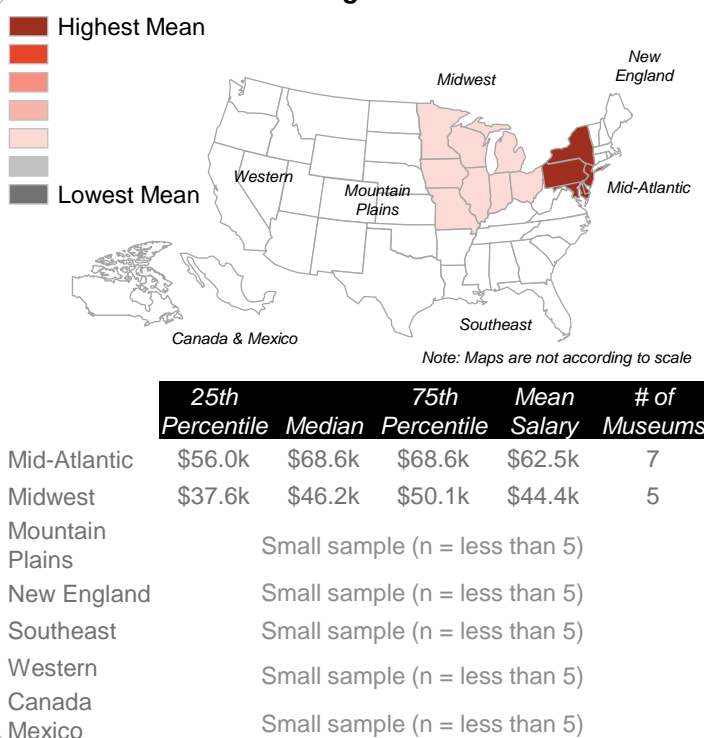 Highest Mean
New
England
Midwest
Western
Mountain
Plains
Lowest Mean
Mid-Atlantic
Southeast
Canada & Mexico
Note: Maps are not according to scale
25th Percentile Median 75th Percentile Mean Salary # of Museums
Mid-Atlantic $56.0k $68.6k $68.6k $62.5k 7
Midwest $37.6k $46.2k $50.1k $44.4k 5
Mountain
Plains Small sample (n = less than 5)
New England Small sample (n = less than 5)
Southeast Small sample (n = less than 5)
Western Small sample (n = less than 5)
Canada
Mexico Small sample (n = less than 5)